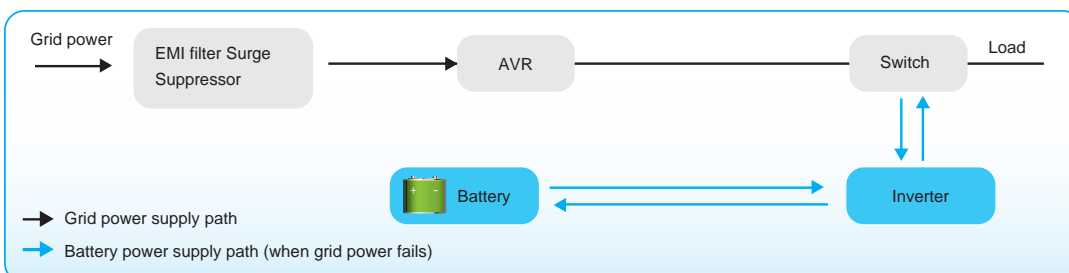 Grid power
EMI filter Surge
Suppressor
AVR
Switch
Load
+ -
Battery
Inverter
Grid power supply path
Battery power supply path (when grid power fails)